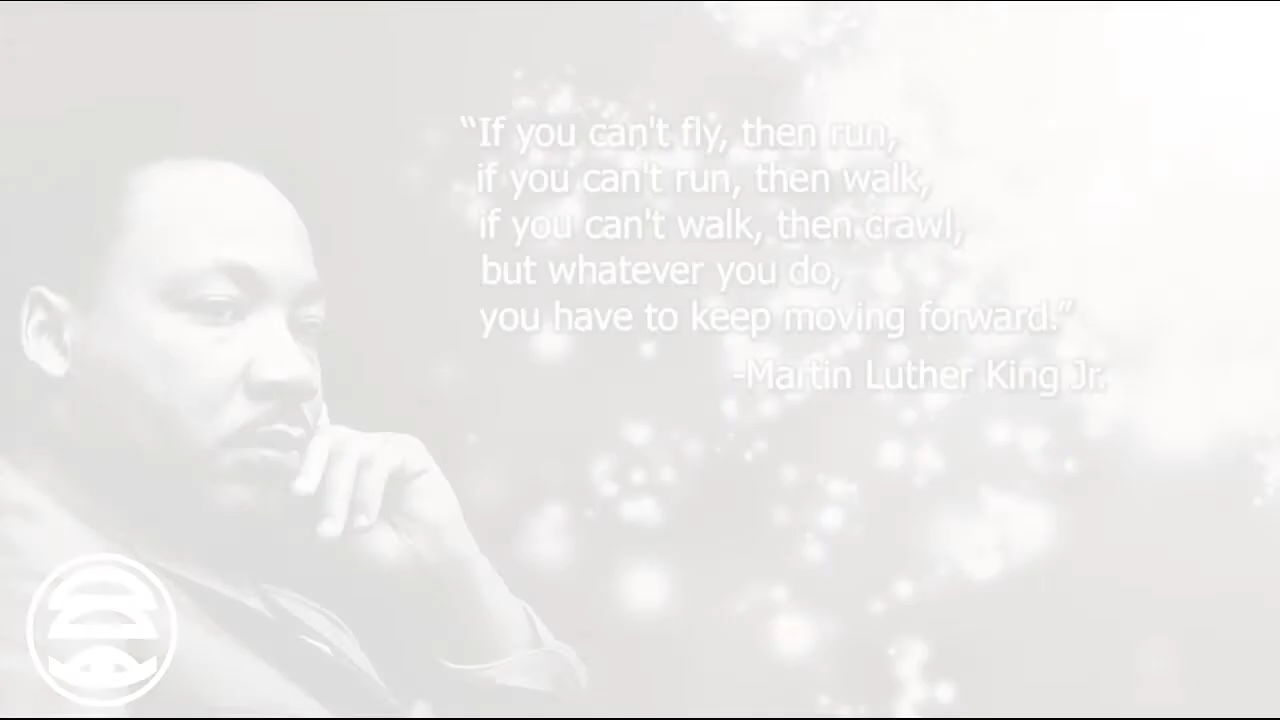 “If you can't fly, then run,
if you can't run, then walk,
if you can't walk, then crawl,
but whatever you do,
you have to keep moving forward.”
-Martin Luther King Jr.